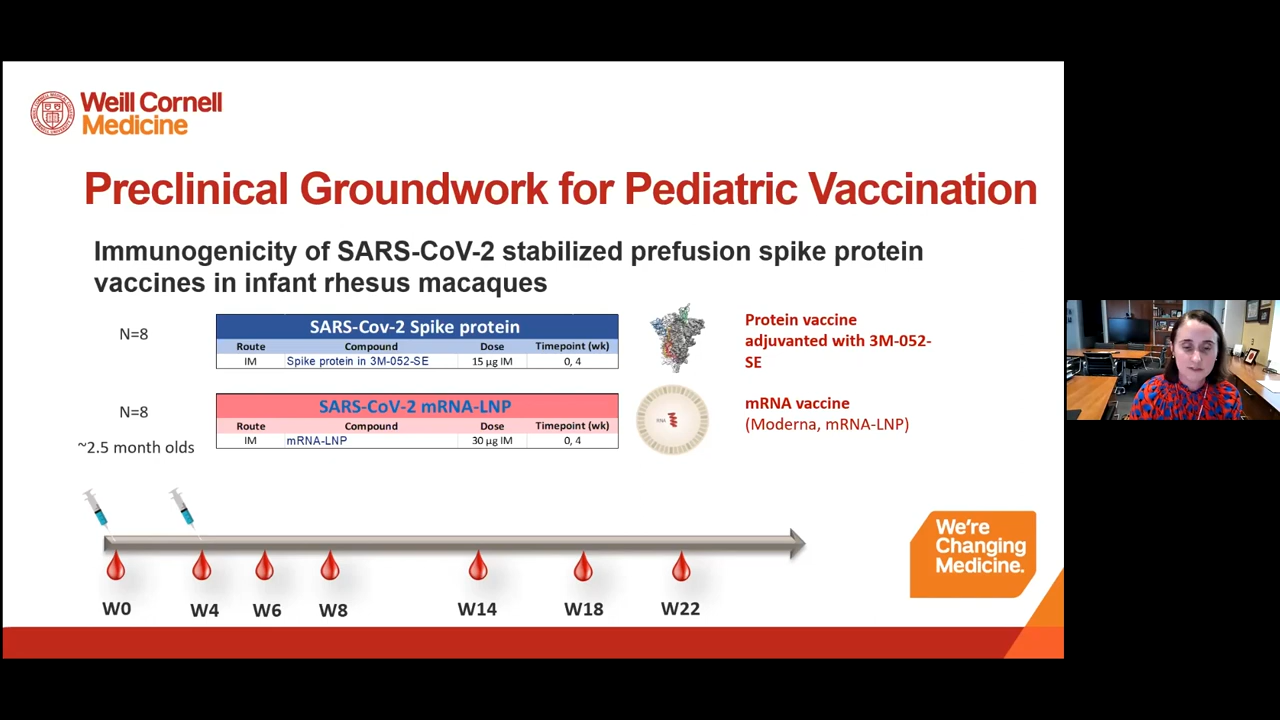 Weill Cornell
Medicine
Preclinical Groundwork for Pediatric Vaccination
Immunogenicity of SARS-CoV-2 stabilized prefusion spike protein
vaccines in infant rhesus macaques
N=8
SARS-Cov-2 Spike protein
Route Compound Dose Timepoint (wk)
IM Spike protein in 3M-052-SE 15 µg IM 0, 4
Protein vaccine
adjuvanted with 3M-052-
SE
N=8
~2.5 month olds
SARS-CoV-2 mRNA-LNP
Route Compound Dose Timepoint (wk)
IM mRNA-LNP 30 µg IM 0, 4
RNA
mRNA vaccine
(Moderna, mRNA-LNP)
W0 W4 W6 W8 W14 W18 W22
We're
Changing
Medicine.